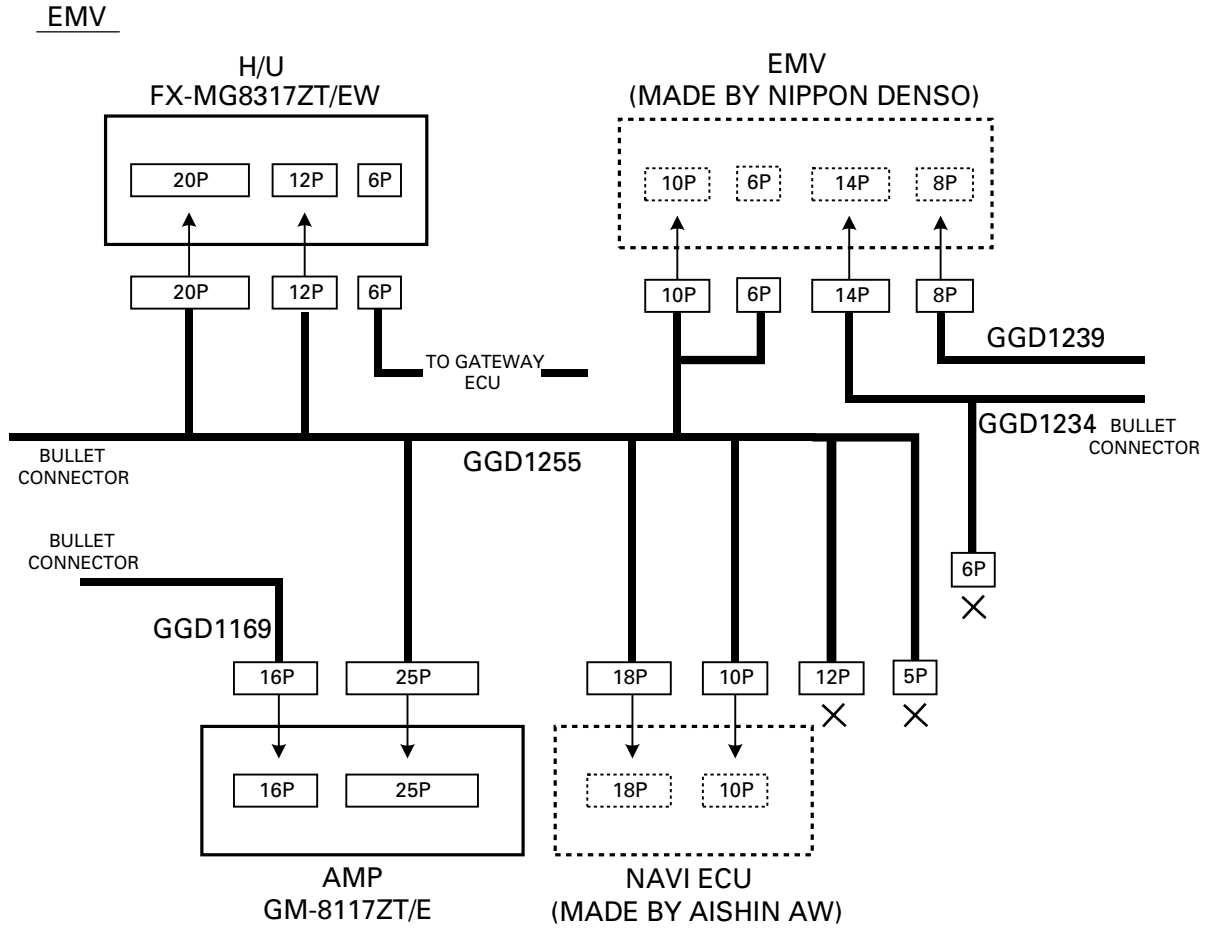 EMV
H/U
FX-MG8317ZT/EW
EMV
(MADE BY NIPPON DENSO)
20P
12P
6P
10P
6P
14P
8P
20P
12P
6P
10P
6P
14P
8P
TO GATEWAY
ECU
GGD1239
GGD1234
BULLET
CONNECTOR
BULLET
CONNECTOR
GGD1255
BULLET
CONNECTOR
6P
GGD1169
16P
25P
18P
10P
12P
5P
16P
25P
18P
10P
AMP
GM-8117ZT/E
NAVI ECU
(MADE BY AISHIN AW)